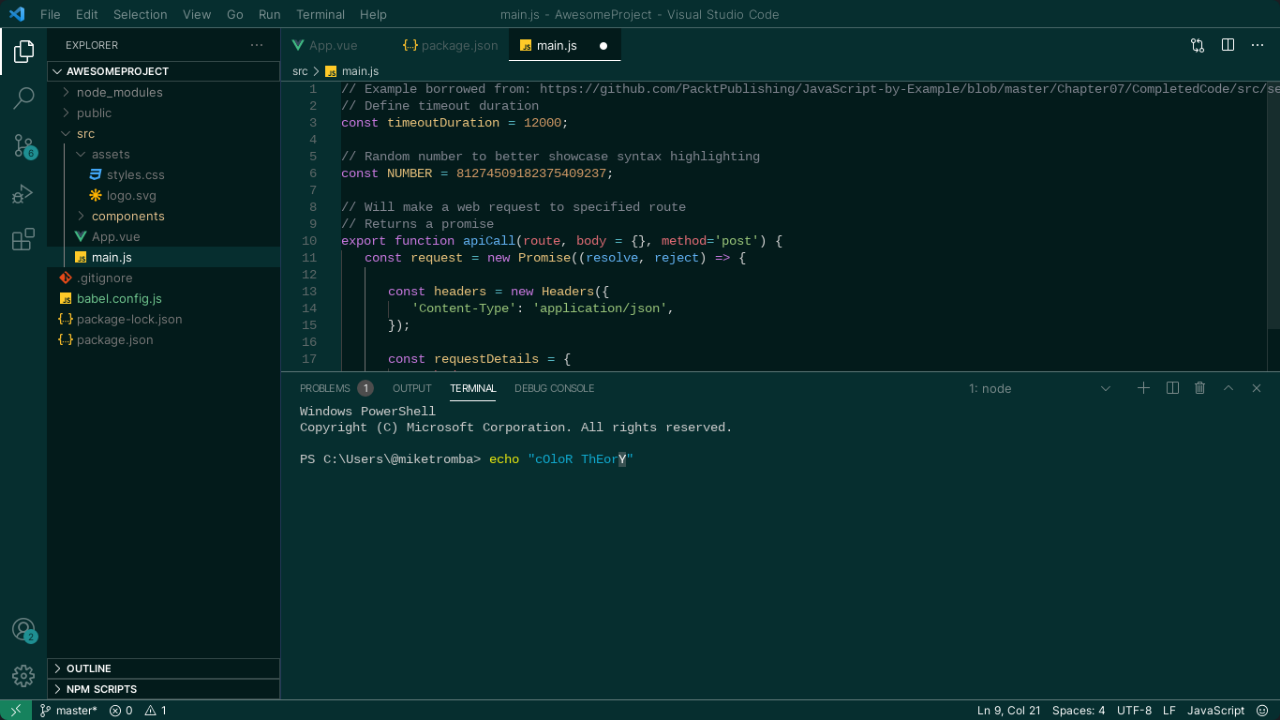 File Edit Selection View Go Run Terminal Help
main.js - AwesomeProject - Visual Studio Code
EXPLORER
AWESOMEPROJECT
node_modules
public
src
assets
styles.css
logo.svg
components
App.vue
main.js
.gitignore
babel.config.js
package-lock.json
package.json
OUTLINE
NPM SCRIPTS
6
2
App.vue package.json main.js
src main.js
1 // Example borrowed from: https://github.com/PacktPublishing/JavaScript-by-Example/blob/master/Chapter07/CompletedCode/src/se
2 // Define timeout duration
3 const timeoutDuration = 12000;
4
5 // Random number to better showcase syntax highlighting
6 const NUMBER = 81274509182375409237;
7
8 // Will make a web request to specified route
9 // Returns a promise
10 export function apiCall(route, body = {}, method='post') {
11 const request = new Promise((resolve, reject) => {
12
13 const headers = new Headers({
14 'Content-Type': 'application/json',
15 });
16
17 const requestDetails = {
PROBLEMS 1 OUTPUT TERMINAL DEBUG CONSOLE
1: node
Windows PowerShell
Copyright (C) Microsoft Corporation. All rights reserved.
PS C:\Users\@miketromba> echo "cOloR ThEorY"
master* 0 1
Ln 9, Col 21 Spaces: 4 UTF-8 LF JavaScript